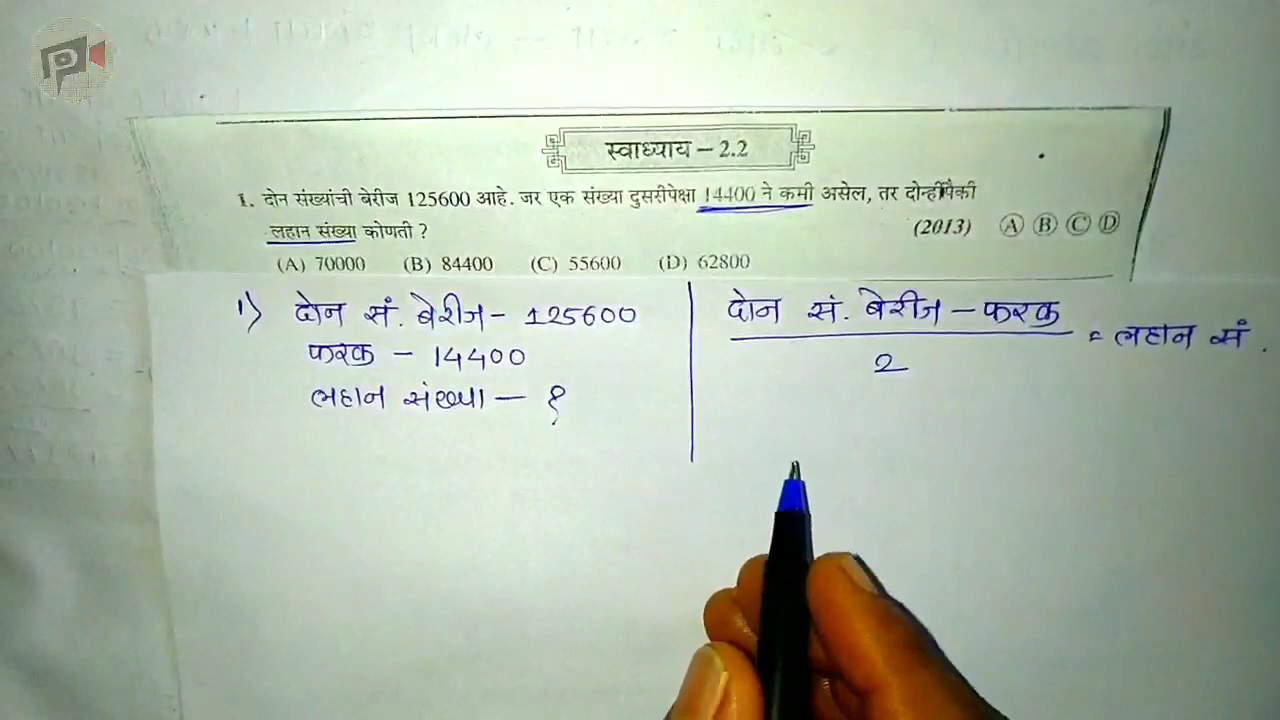 स्वाध्याय – 2.2
1. दोन संख्यांची बेरीज 125600 आहे. जर एक संख्या दुसरीपेक्षा 14400 ने कमी असेल, तर दोन्हींपैकी
लहान संख्या कोणती ? (2013) A B C D
(A) 70000 (B) 84400 (C) 55600 (D) 62800
1) दोन सं. बेरीज – 125600
फरक – 14400
लहान संख्या – ?
दोन सं. बेरीज – फरक
2
= लहान सं.